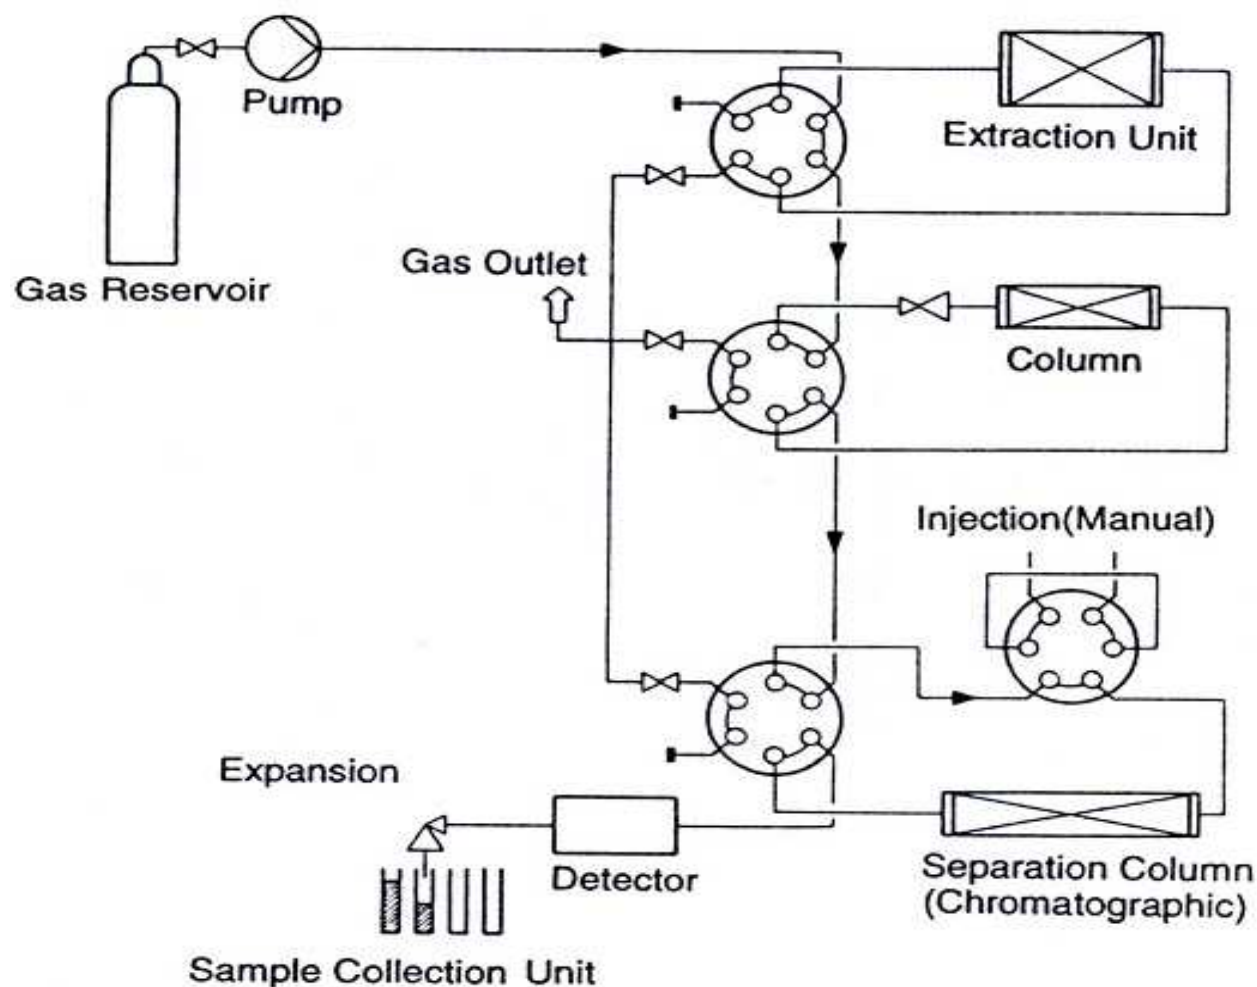 Pump
Extraction Unit
Gas Reservoir
Gas Outlet
Column
Injection(Manual)
Expansion
Detector
Separation Column
(Chromatographic)
Sample Collection Unit